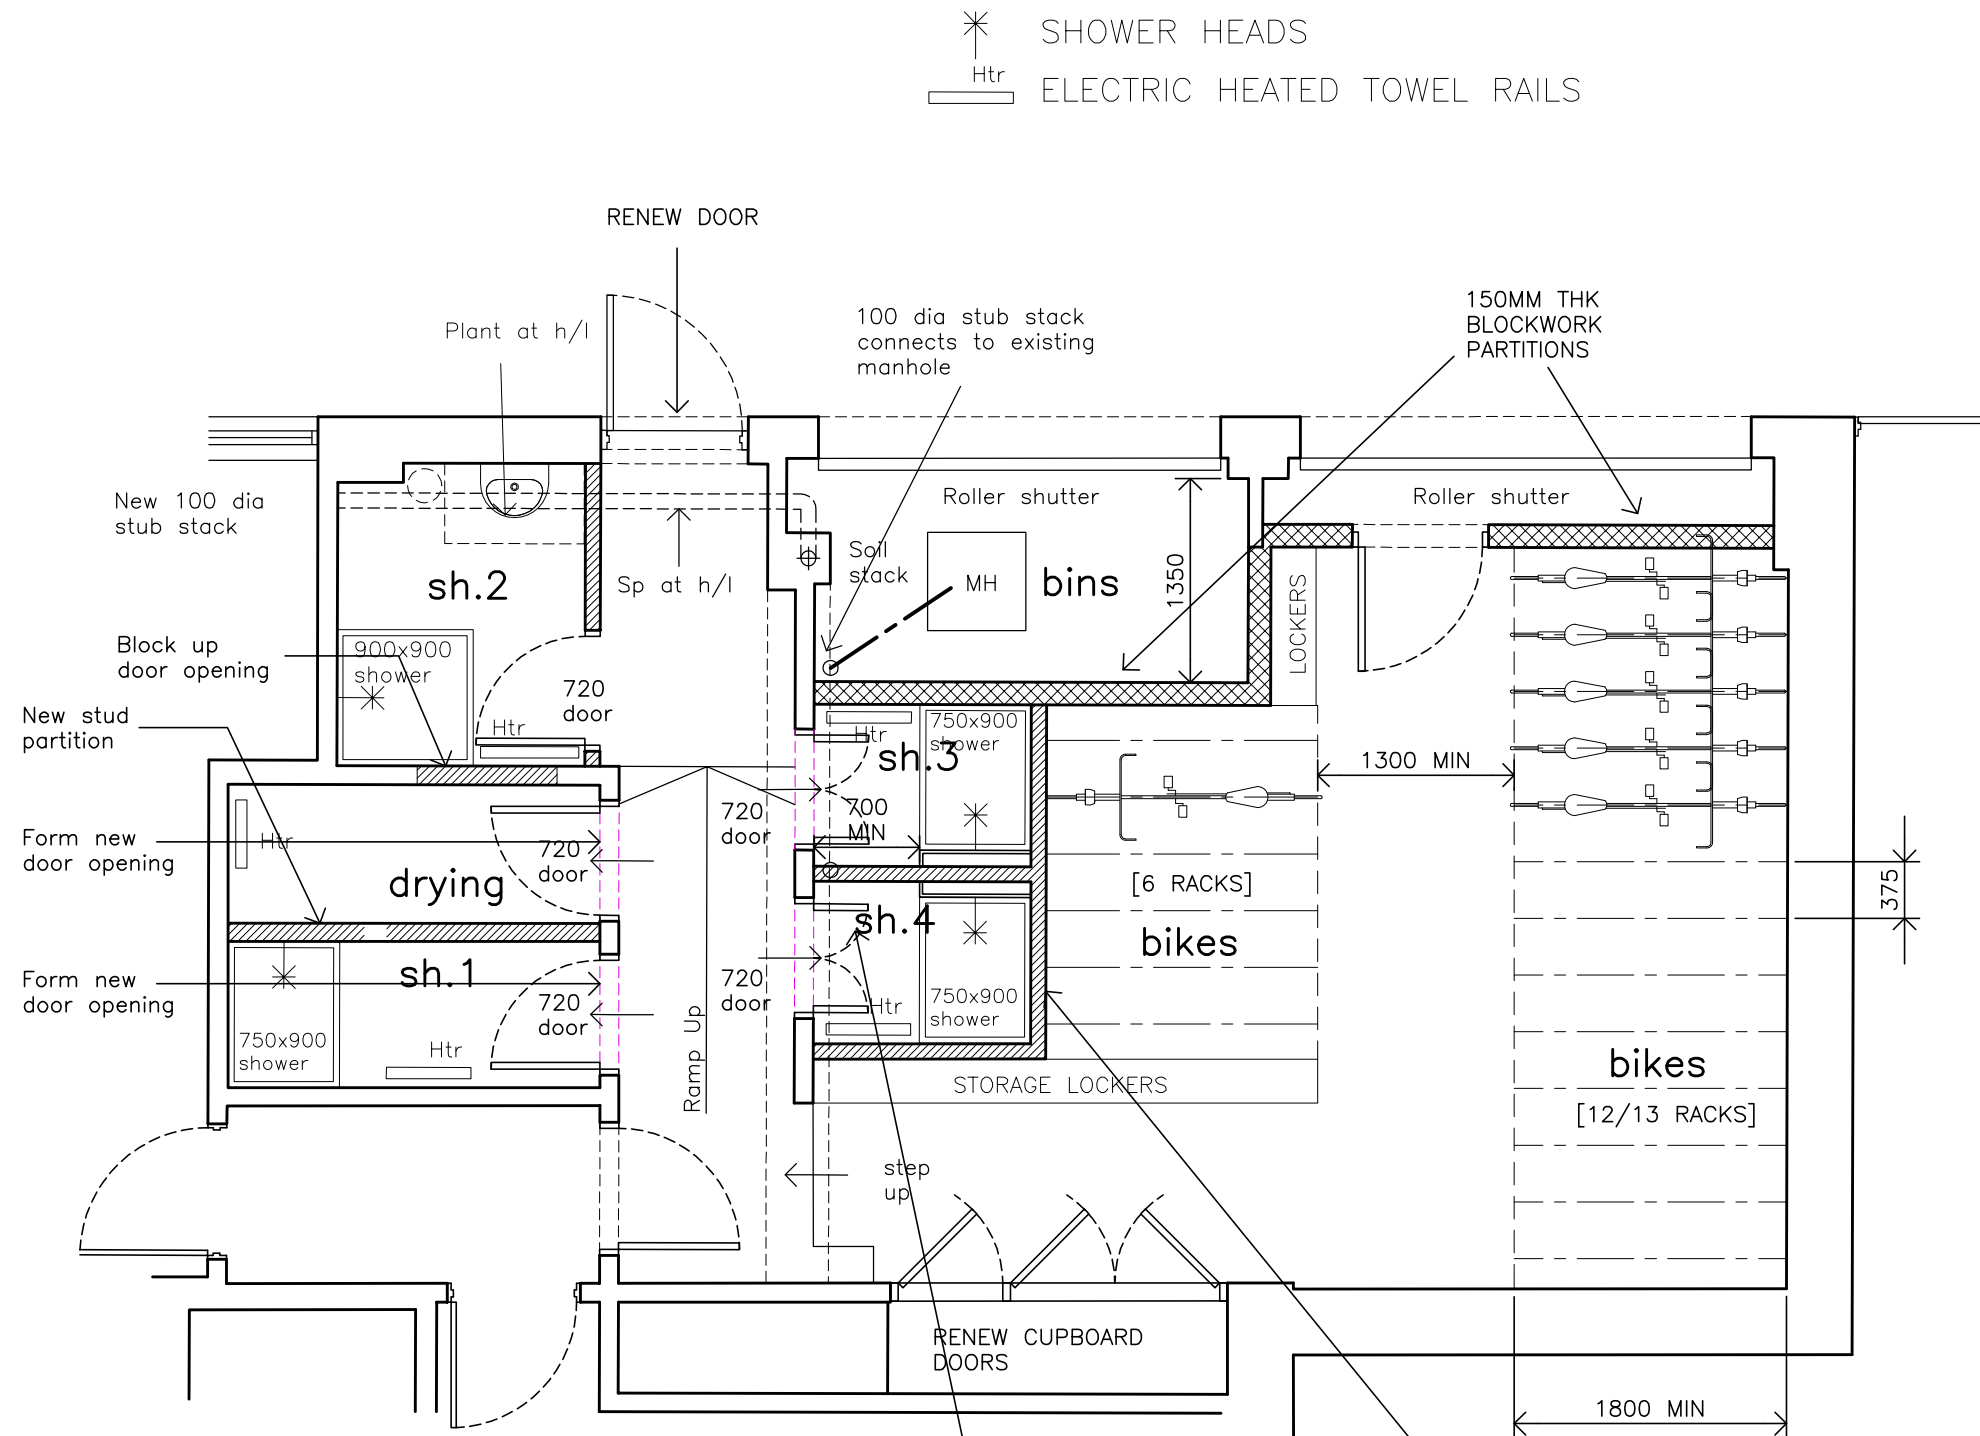 SHOWER HEADS
Htr
ELECTRIC HEATED TOWEL RAILS
RENEW DOOR
Plant at h/l
100 dia stub stack
connects to existing
manhole
150MM THK
BLOCKWORK
PARTITIONS
New 100 dia
stub stack
Roller shutter
Roller shutter
Soil
stack
MH
bins
1350
sh.2
Sp at h/l
LOCKERS
Block up
door opening
900x900
shower
720
door
Htr
New stud
partition
Htr
750x900
shower
sh.3
1300 MIN
720
door
700
MIN
Form new
door opening
Htr
720
door
drying
[6 RACKS]
375
sh.4
bikes
Form new
door opening
sh.1
720
door
720
door
Htr
750x900
shower
750x900
shower
Htr
Ramp Up
bikes
[12/13 RACKS]
STORAGE LOCKERS
step
up
RENEW CUPBOARD
DOORS
1800 MIN